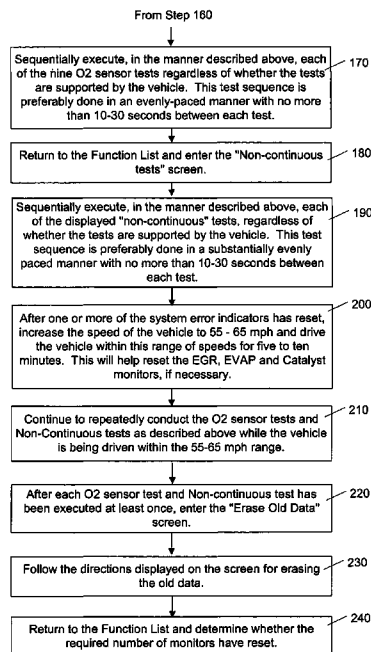 From Step 160
Sequentially execute, in the manner described above, each
of the nine O2 sensor tests regardless of whether the tests
are supported by the vehicle. This test sequence is
preferably done in an evenly-paced manner with no more
than 10-30 seconds between each test.
170
Return to the Function List and enter the "Non-continuous
tests" screen.
180
Sequentially execute, in the manner described above, each
of the displayed "non-continuous" tests, regardless of
whether the tests are supported by the vehicle. This test
sequence is preferably done in a substantially evenly
paced manner with no more than 10-30 seconds between
each test.
190
After one or more of the system error indicators has reset,
increase the speed of the vehicle to 55 - 65 mph and drive
the vehicle within this range of speeds for five to ten
minutes. This will help reset the EGR, EVAP and Catalyst
monitors, if necessary.
200
Continue to repeatedly conduct the O2 sensor tests and
Non-Continuous tests as described above while the vehicle
is being driven within the 55-65 mph range.
210
After each O2 sensor test and Non-continuous test has
been executed at least once, enter the "Erase Old Data"
screen.
220
Follow the directions displayed on the screen for erasing
the old data.
230
Return to the Function List and determine whether the
required number of monitors have reset.
240